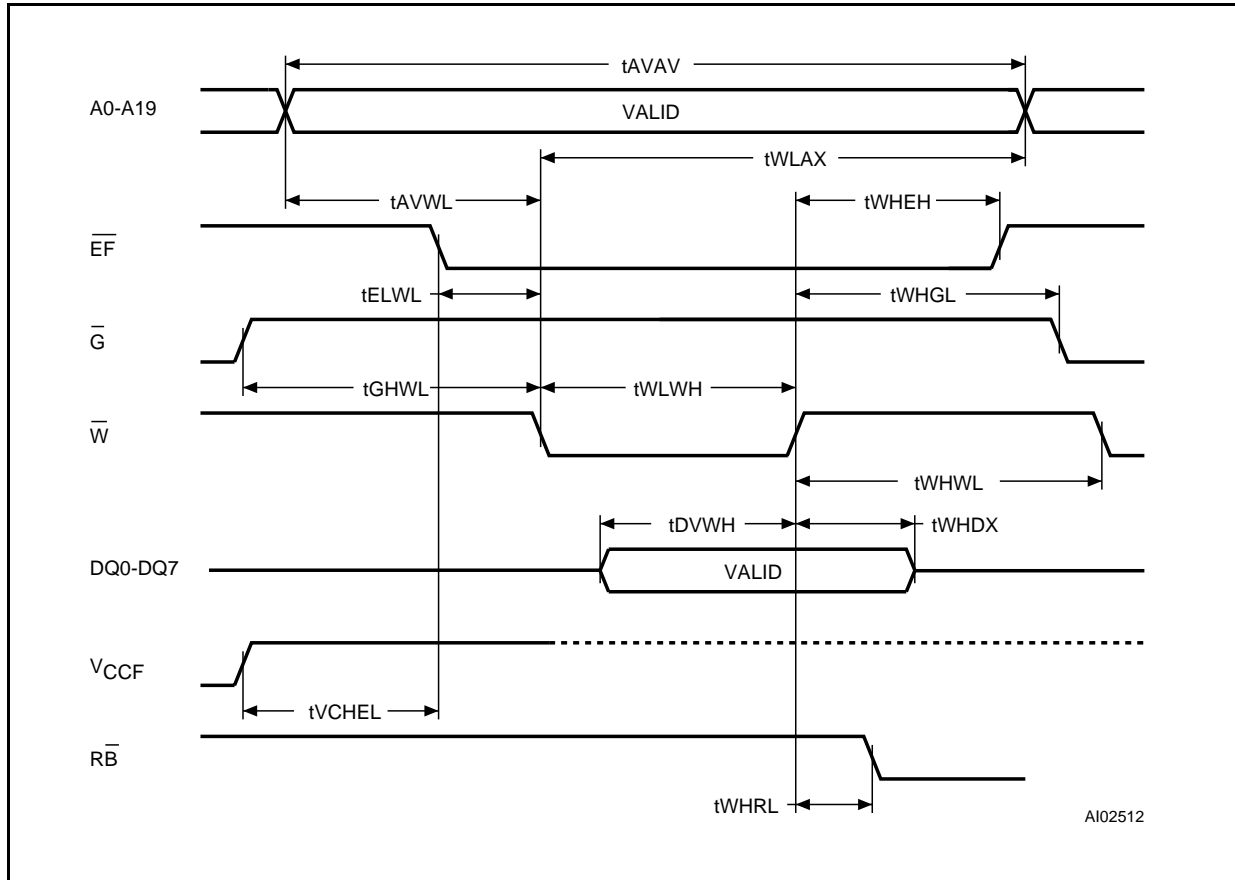 tAVAV
A0-A19
VALID
tWLAX
tAVWL
tWHEH
E̅F̅
tELWL
tWHGL
G̅
tGHWL
tWLWH
W̅
tWHWL
tDVWH
tWHDX
DQ0-DQ7
VALID
VCCF
tVCHEL
RB̅
tWHRL
AI02512